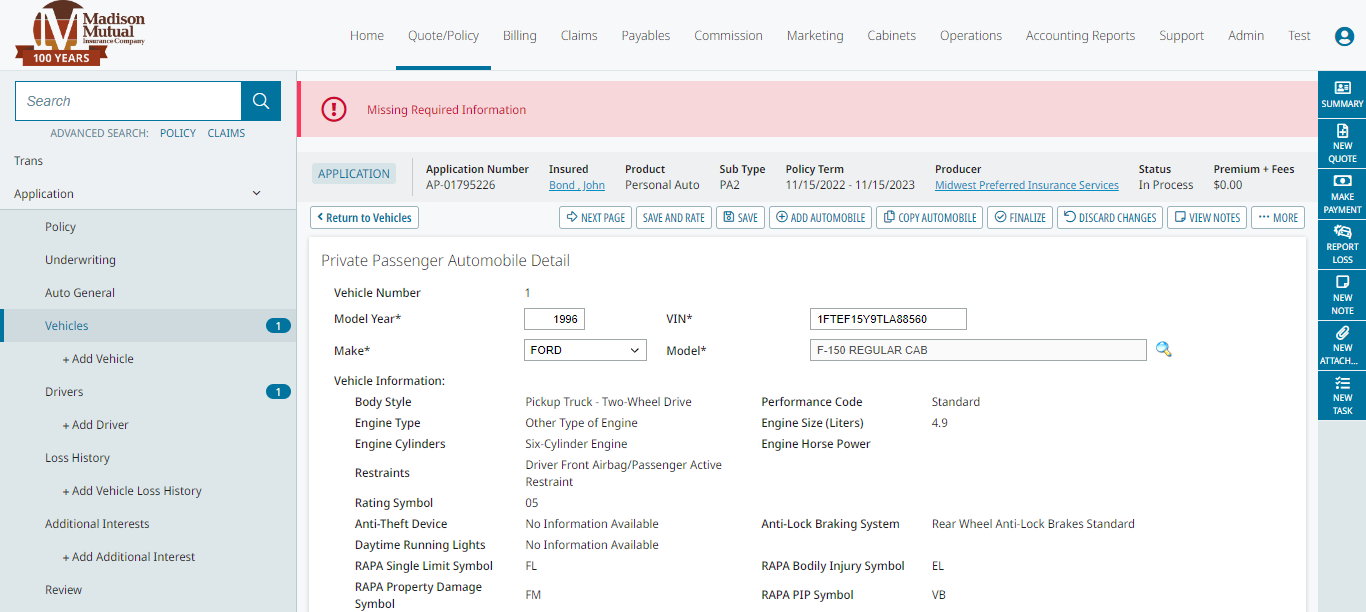 Madison
Mutual
Insurance Company
100 YEARS
Home Quote/Policy Billing Claims Payables Commission Marketing Cabinets Operations Accounting Reports Support Admin Test
Search
ADVANCED SEARCH: POLICY CLAIMS
Trans
Application
Policy
Underwriting
Auto General
Vehicles 1
+ Add Vehicle
Drivers 1
+ Add Driver
Loss History
+ Add Vehicle Loss History
Additional Interests
+ Add Additional Interest
Review
Missing Required Information
APPLICATION
Application Number Insured Product Sub Type Policy Term Producer Status Premium + Fees
AP-01795226 Bond , John Personal Auto PA2 11/15/2022 - 11/15/2023 Midwest Preferred Insurance Services In Process $0.00
Return to Vehicles NEXT PAGE SAVE AND RATE SAVE ADD AUTOMOBILE COPY AUTOMOBILE FINALIZE DISCARD CHANGES VIEW NOTES MORE
Private Passenger Automobile Detail
Vehicle Number 1
Model Year* 1996 VIN* 1FTEF15Y9TLA88560
Make* FORD Model* F-150 REGULAR CAB
Vehicle Information:
Body Style Pickup Truck - Two-Wheel Drive Performance Code Standard
Engine Type Other Type of Engine Engine Size (Liters) 4.9
Engine Cylinders Six-Cylinder Engine Engine Horse Power
Restraints Driver Front Airbag/Passenger Active
Restraint
Rating Symbol 05
Anti-Theft Device No Information Available Anti-Lock Braking System Rear Wheel Anti-Lock Brakes Standard
Daytime Running Lights No Information Available
RAPA Single Limit Symbol FL RAPA Bodily Injury Symbol EL
RAPA Property Damage
Symbol FM RAPA PIP Symbol VB
SUMMARY
NEW
QUOTE
MAKE
PAYMENT
REPORT
LOSS
NEW
NOTE
NEW
ATTACH...
NEW
TASK